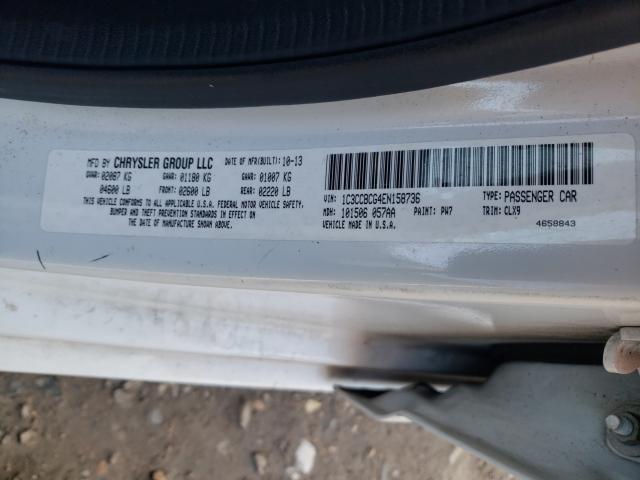 MFD BY CHRYSLER GROUP LLC DATE OF MFR(BUILT): 10-13
GVWR: 02087 KG GAWR: 01180 KG GAWR: 01007 KG
04600 LB FRONT: 02600 LB REAR: 02220 LB
THIS VEHICLE CONFORMS TO ALL APPLICABLE U.S.A. FEDERAL MOTOR VEHICLE SAFETY,
BUMPER AND THEFT PREVENTION STANDARDS IN EFFECT ON
THE DATE OF MANUFACTURE SHOWN ABOVE.
VIN: 1C3CCBCG4EN158736 TYPE: PASSENGER CAR
MDH: 101506 057AA PAINT: PW7 TRIM: CLX9
VEHICLE MADE IN U.S.A. 4658843